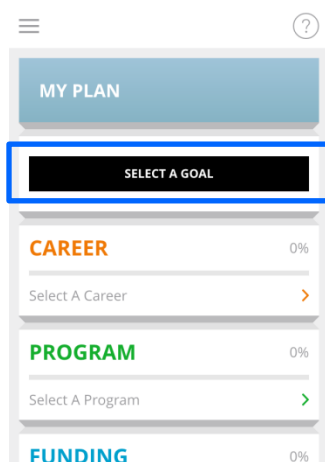 ?
MY PLAN
SELECT A GOAL
CAREER 0%
Select A Career
PROGRAM 0%
Select A Program
FUNDING 0%